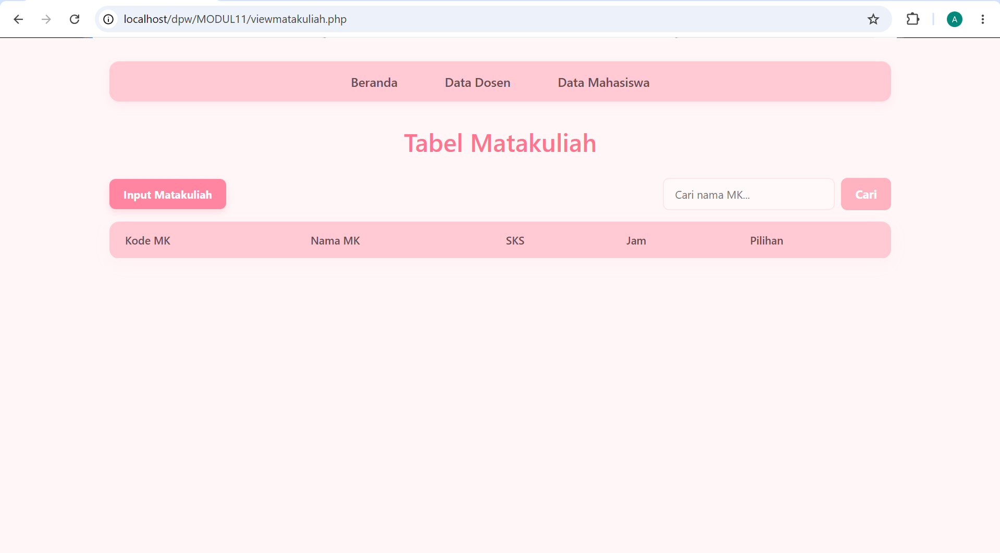 localhost/dpw/MODUL11/viewmatakuliah.php
A
Beranda Data Dosen Data Mahasiswa
Tabel Matakuliah
Input Matakuliah Cari nama MK... Cari
Kode MK Nama MK SKS Jam Pilihan